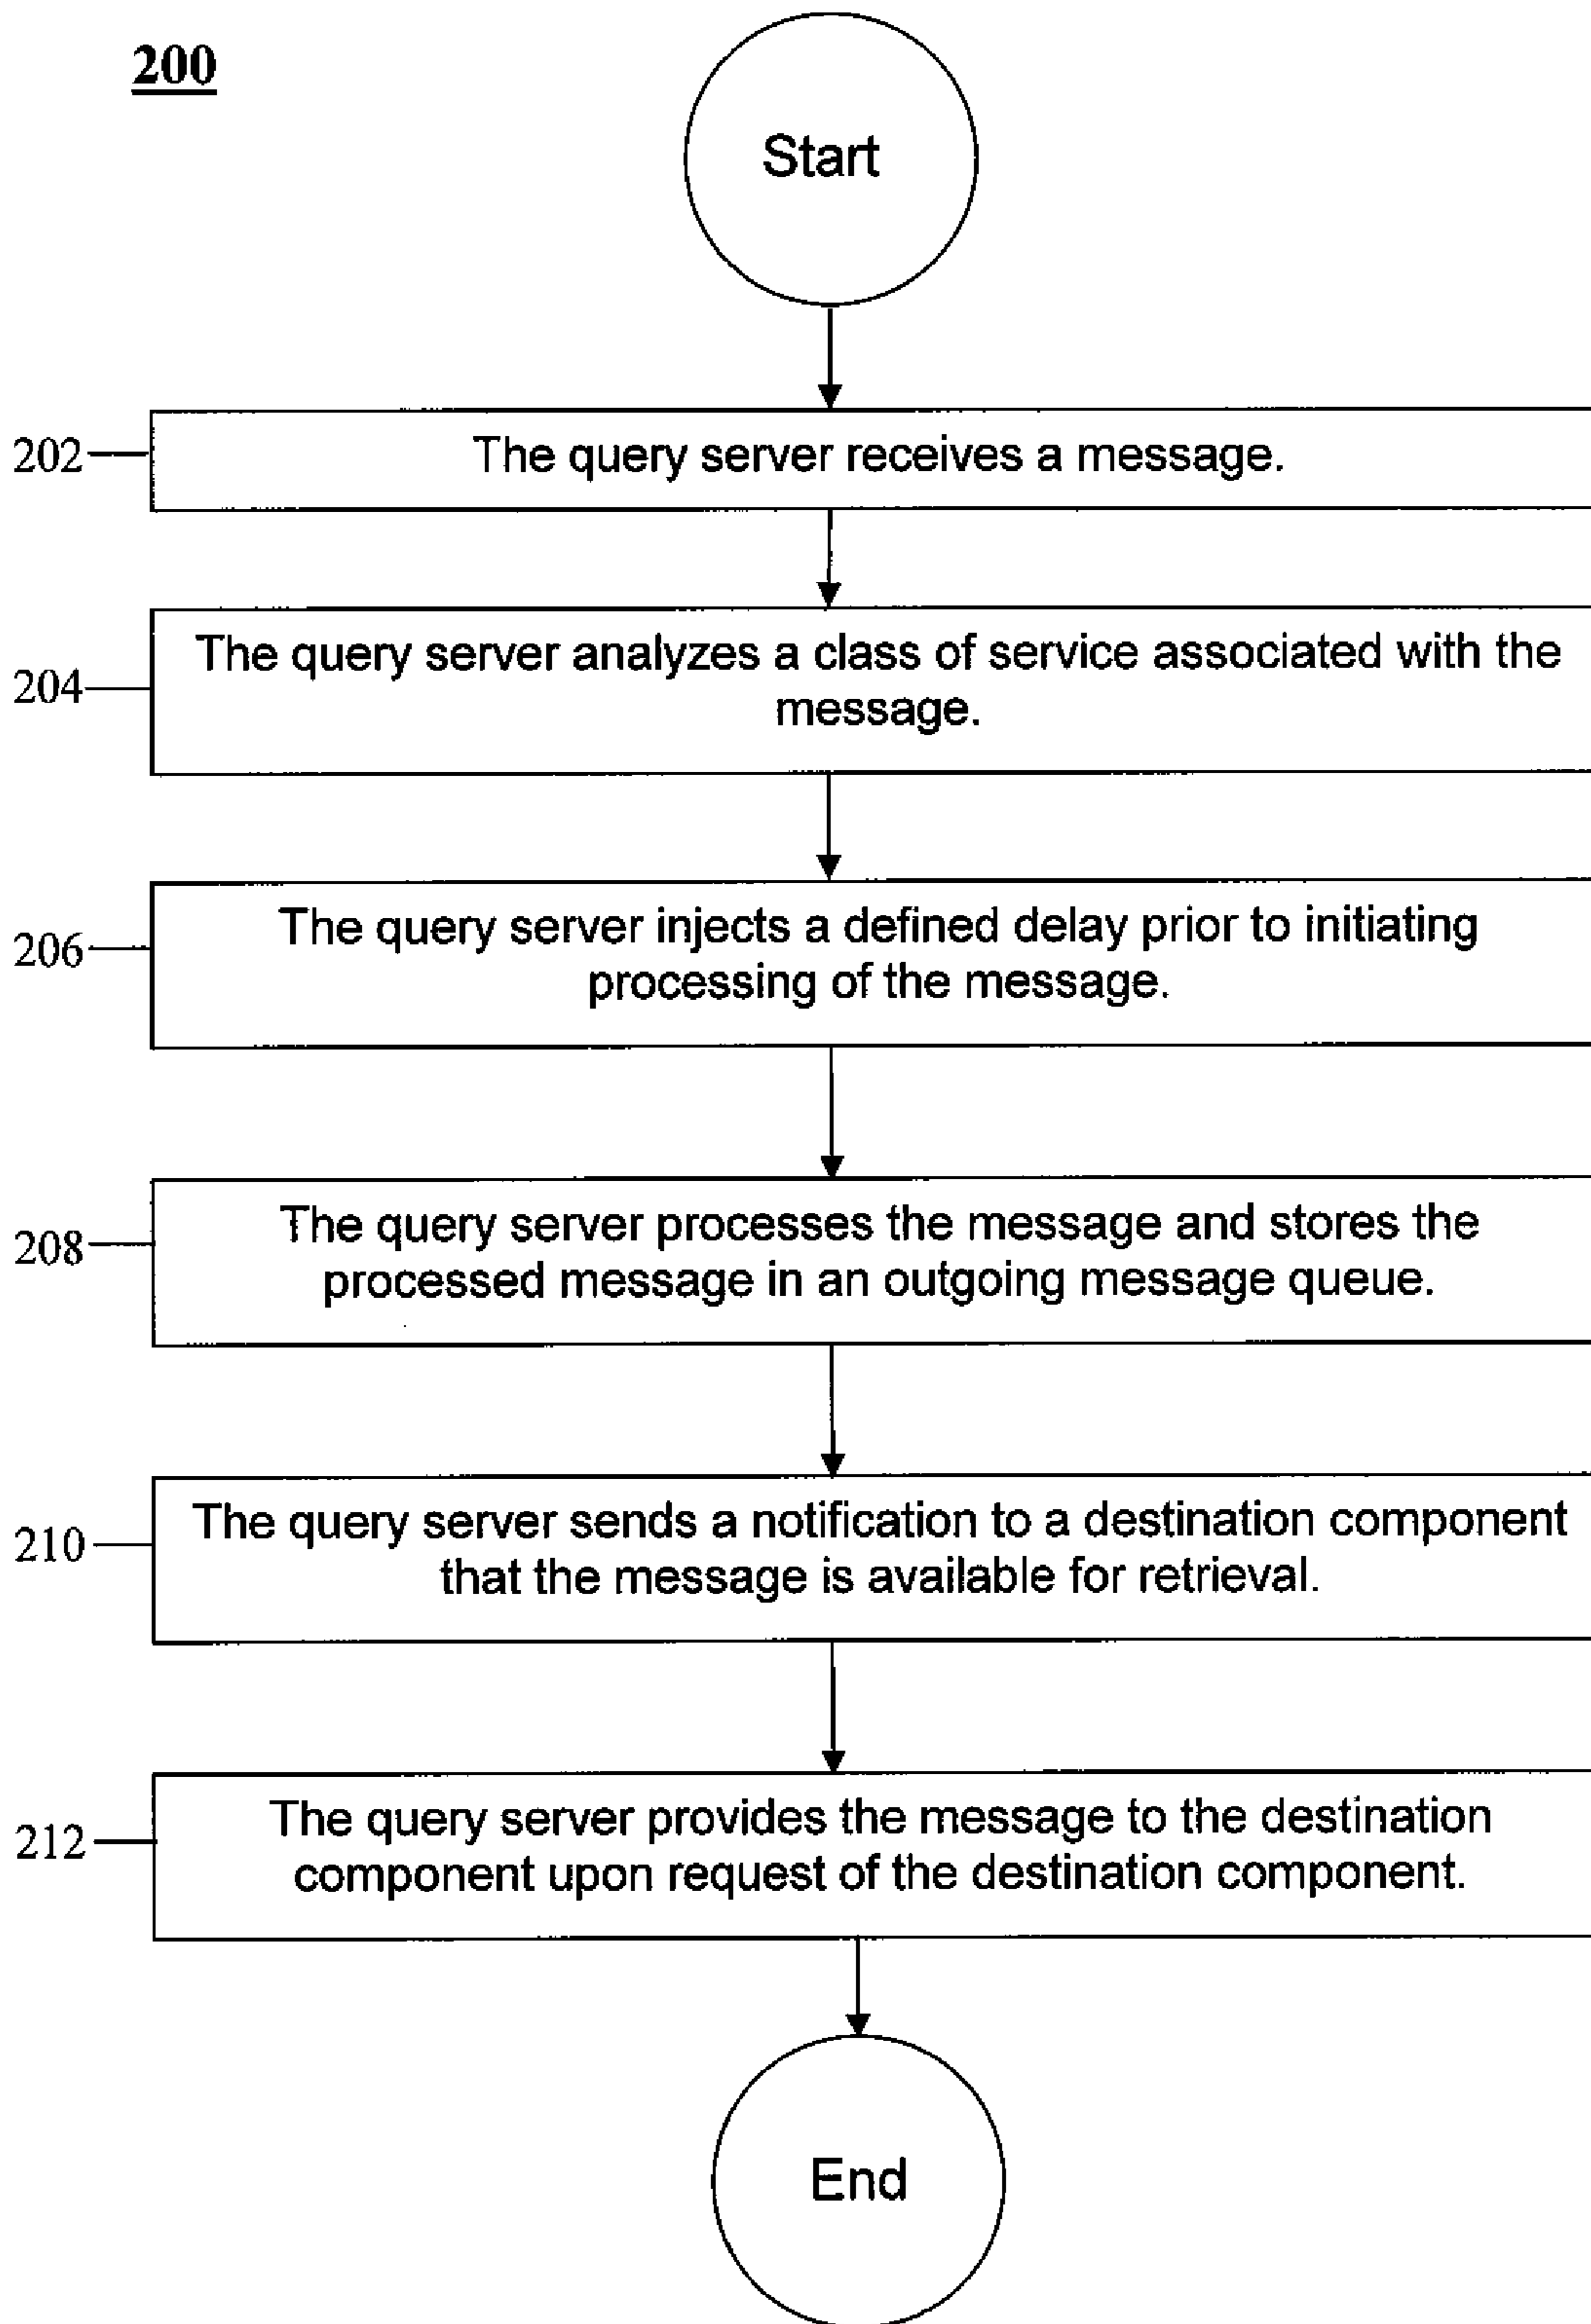 200
Start
202
The query server receives a message.
204
The query server analyzes a class of service associated with the
message.
206
The query server injects a defined delay prior to initiating
processing of the message.
208
The query server processes the message and stores the
processed message in an outgoing message queue.
210
The query server sends a notification to a destination component
that the message is available for retrieval.
212
The query server provides the message to the destination
component upon request of the destination component.
End